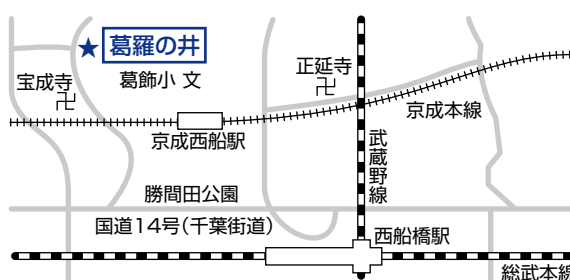 ★ 葛羅の井
葛飾小 文
宝成寺
卍
正延寺
卍
京成本線
京成西船駅
武蔵野線
勝間田公園
国道14号(千葉街道)
西船橋駅
総武本線